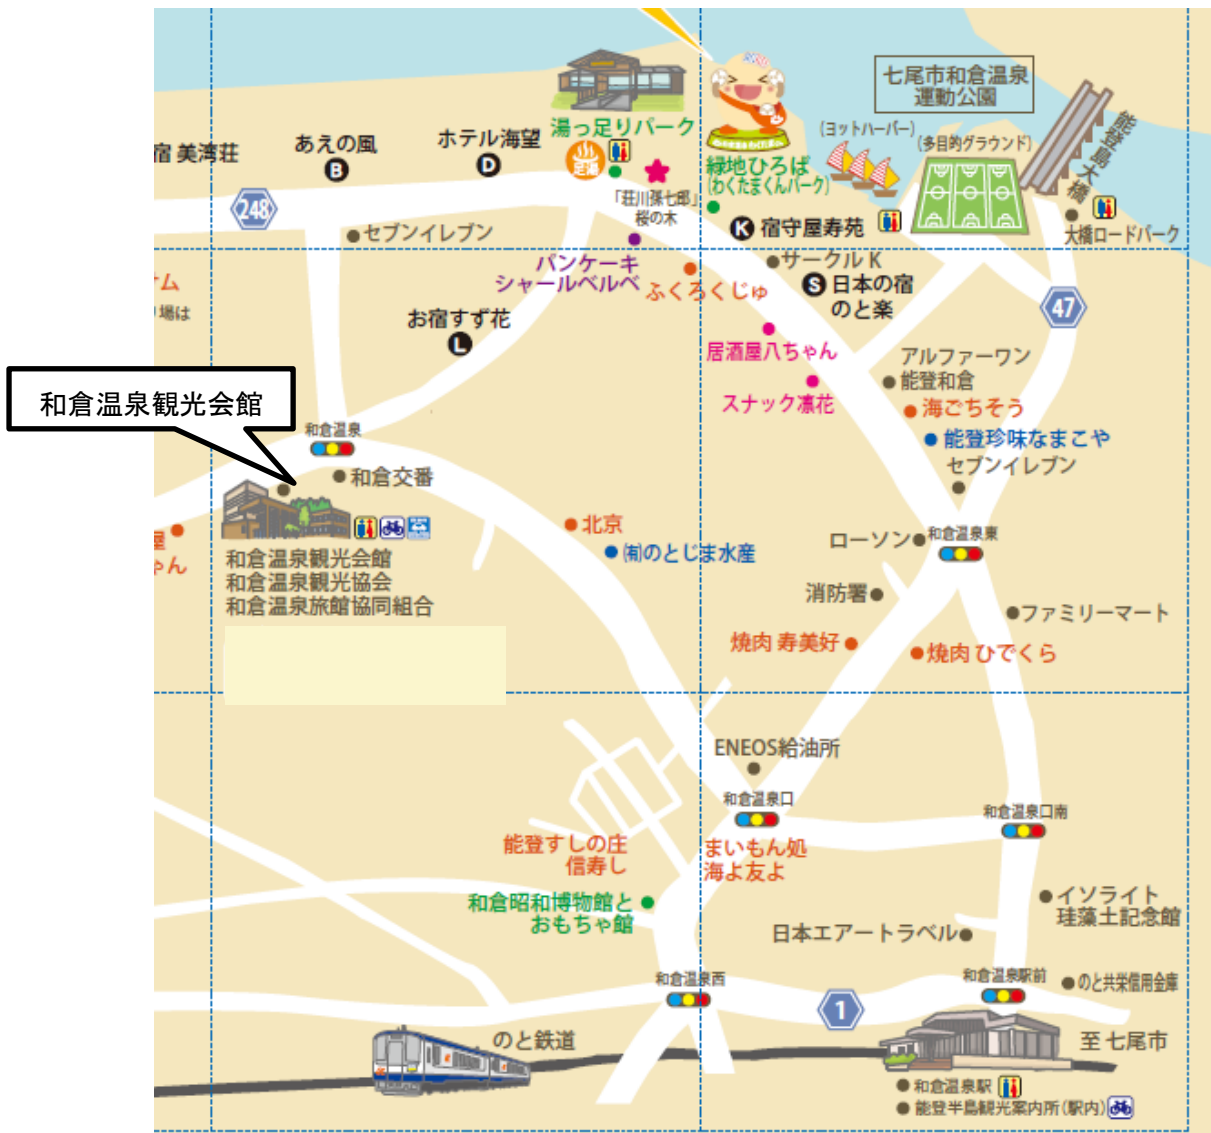 七尾市和倉温泉
運動公園
能登島大橋
湯っ足りパーク
足湯
(ヨットハーバー)
(多目的グラウンド)
ホテル海望
D
あえの風
B
宿 美湾荘
緑地ひろば
(わくたまくんパーク)
「荘川孫七郎」
桜の木
248
セブンイレブン
K 宿守屋寿苑
大橋ロードパーク
サークル K
パンケーキ
シャールベルベ
ふくろくじゅ
S 日本の宿
のと楽
ナム
場は
47
お宿すず花
L
居酒屋八ちゃん
アルファーワン
能登和倉
スナック凛花
海ごちそう
和倉温泉観光会館
和倉温泉
能登珍味なまこや
セブンイレブン
和倉交番
北京
ローソン
和倉温泉東
屋
ちゃん
㈲のとじま水産
和倉温泉観光会館
和倉温泉観光協会
和倉温泉旅館協同組合
消防署
ファミリーマート
焼肉 寿美好
焼肉 ひでくら
ENEOS給油所
和倉温泉口
和倉温泉口南
能登すしの庄
信寿し
まいもん処
海よ友よ
和倉昭和博物館と
おもちゃ館
イソライト
珪藻土記念館
日本エアートラベル
和倉温泉西
和倉温泉駅前
のと共栄信用金庫
1
のと鉄道
至 七尾市
和倉温泉駅
能登半島観光案内所(駅内)